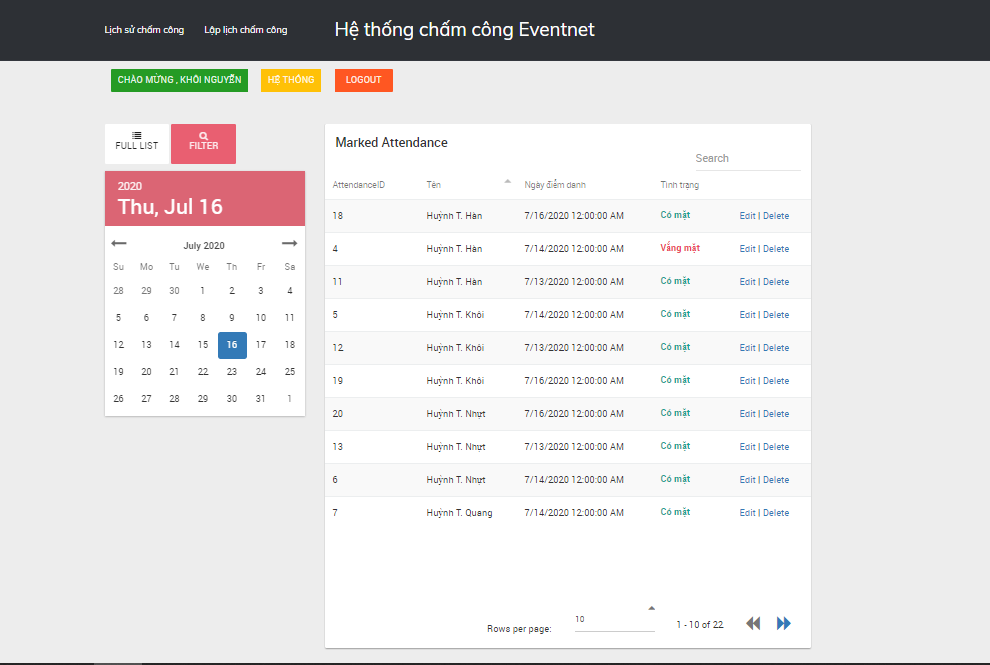 Lịch sử chấm công Lập lịch chấm công Hệ thống chấm công Eventnet
CHÀO MỪNG , KHÔI NGUYỄN HỆ THỐNG LOGOUT
FULL LIST FILTER
2020
Thu, Jul 16
July 2020
Su Mo Tu We Th Fr Sa
28 29 30 1 2 3 4
5 6 7 8 9 10 11
12 13 14 15 16 17 18
19 20 21 22 23 24 25
26 27 28 29 30 31 1
Marked Attendance
Search
AttendanceID Tên Ngày điểm danh Tình trạng
18 Huỳnh T. Hàn 7/16/2020 12:00:00 AM Có mặt Edit | Delete
4 Huỳnh T. Hàn 7/14/2020 12:00:00 AM Vắng mặt Edit | Delete
11 Huỳnh T. Hàn 7/13/2020 12:00:00 AM Có mặt Edit | Delete
5 Huỳnh T. Khôi 7/14/2020 12:00:00 AM Có mặt Edit | Delete
12 Huỳnh T. Khôi 7/13/2020 12:00:00 AM Có mặt Edit | Delete
19 Huỳnh T. Khôi 7/16/2020 12:00:00 AM Có mặt Edit | Delete
20 Huỳnh T. Nhựt 7/16/2020 12:00:00 AM Có mặt Edit | Delete
13 Huỳnh T. Nhựt 7/13/2020 12:00:00 AM Có mặt Edit | Delete
6 Huỳnh T. Nhựt 7/14/2020 12:00:00 AM Có mặt Edit | Delete
7 Huỳnh T. Quang 7/14/2020 12:00:00 AM Có mặt Edit | Delete
Rows per page: 10 1 - 10 of 22